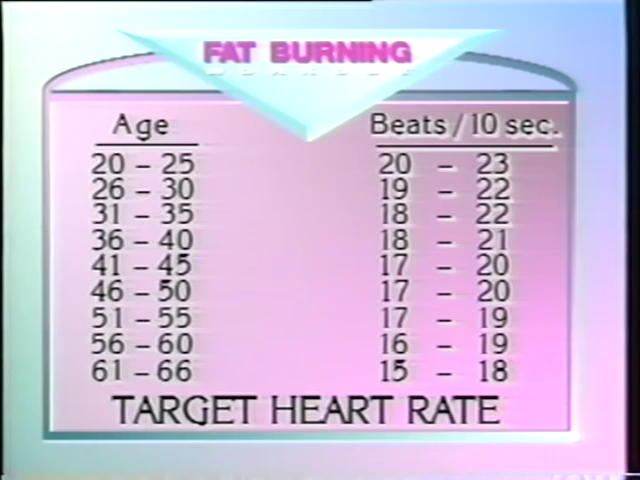 FAT BURNING
Age Beats / 10 sec.
20 – 25 20 – 23
26 – 30 19 – 22
31 – 35 18 – 22
36 – 40 18 – 21
41 – 45 17 – 20
46 – 50 17 – 20
51 – 55 17 – 19
56 – 60 16 – 19
61 – 66 15 – 18
TARGET HEART RATE